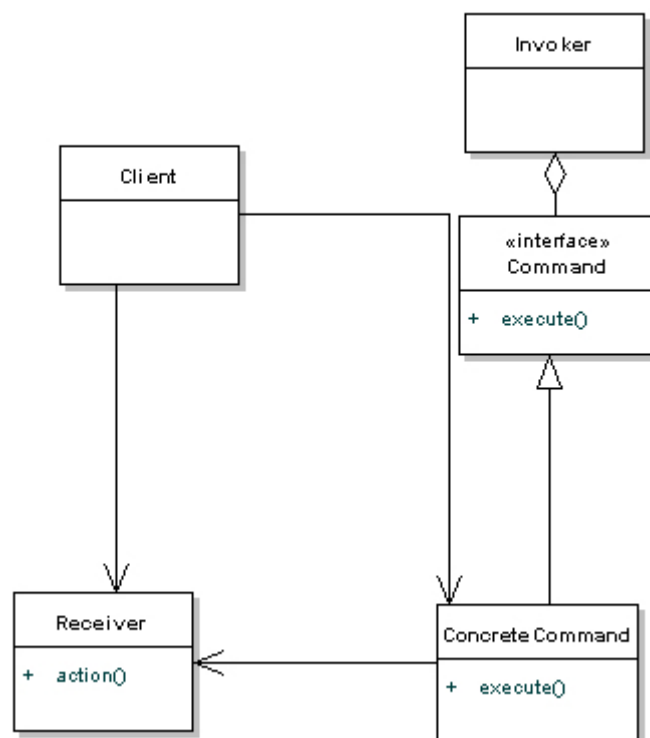 Invoker
Client
«interface»
Command
+ execute()
Receiver
+ action()
Concrete Command
+ execute()